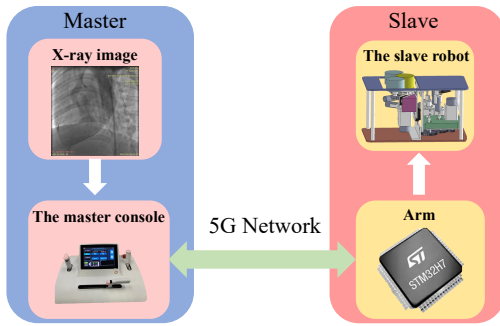 Master
X-ray image
The master console
5G Network
Slave
The slave robot
Arm
ST
STM32H7